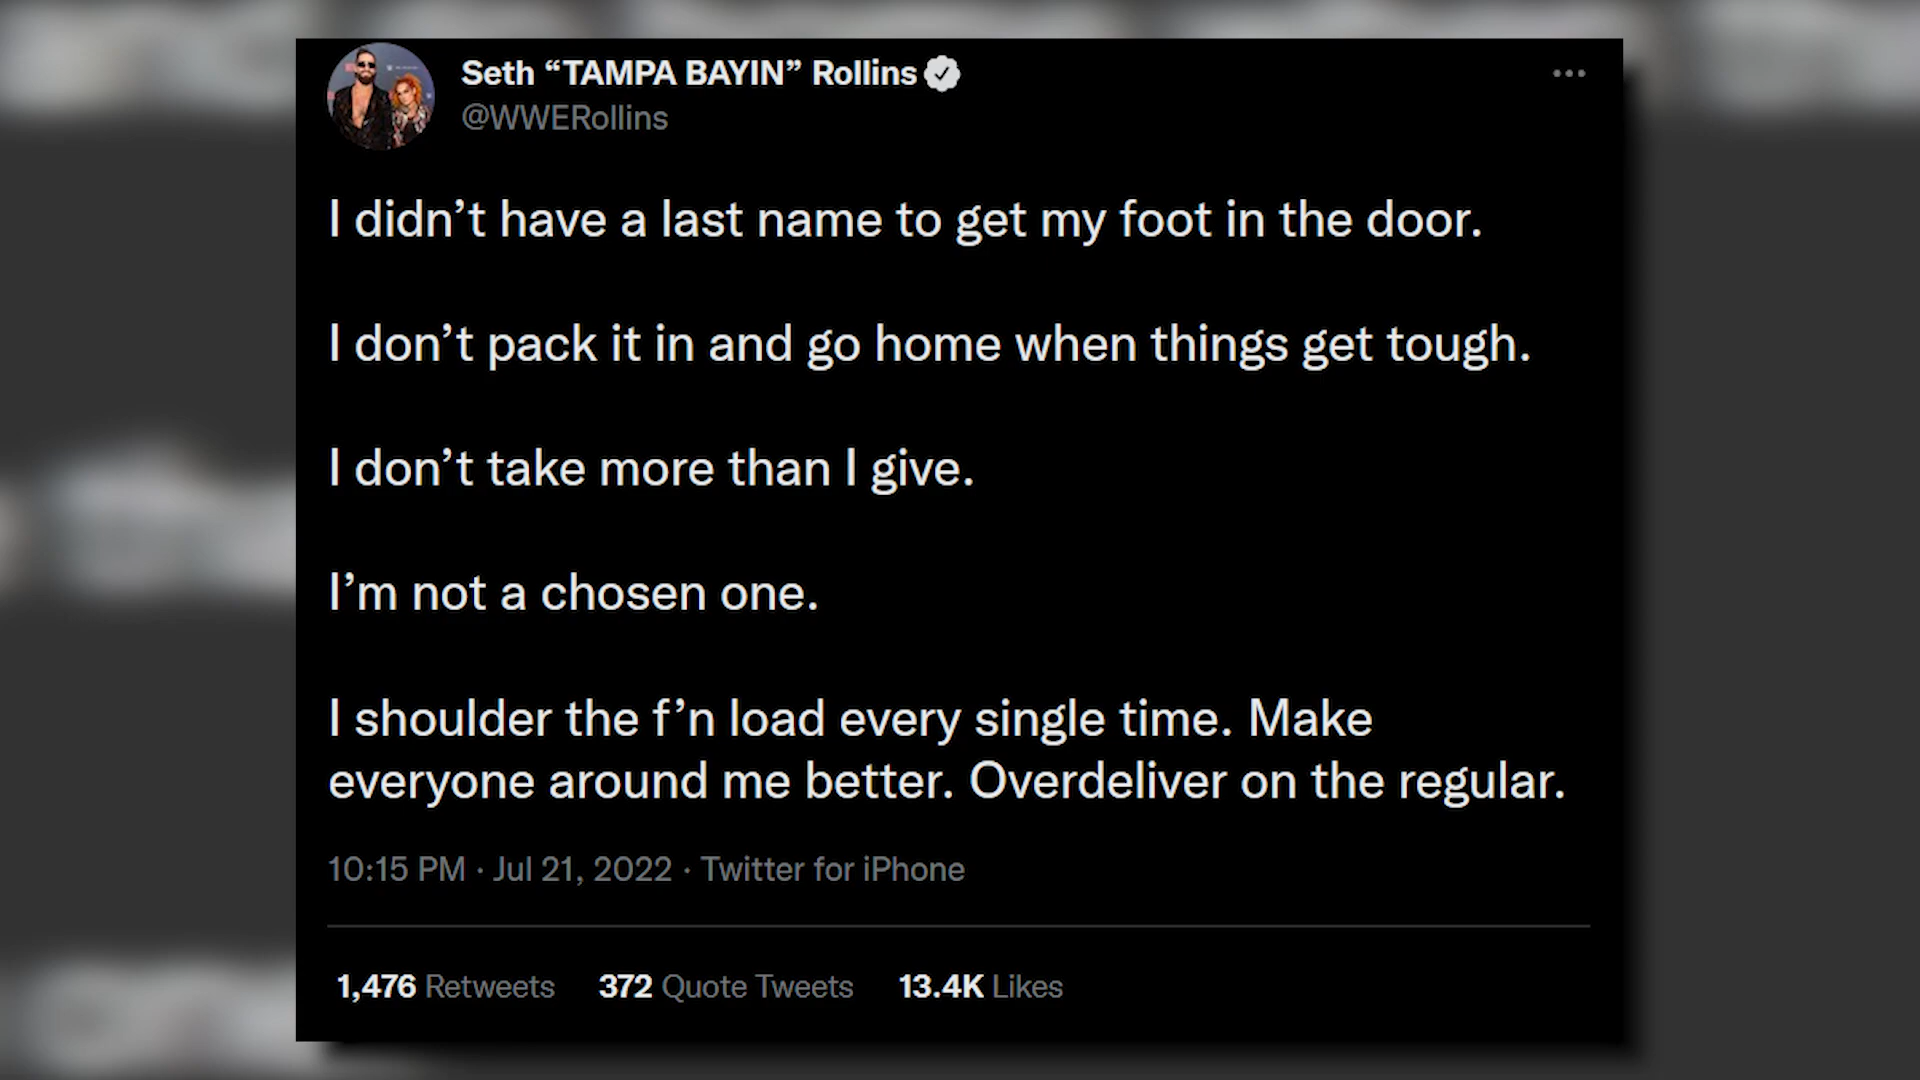 Seth “TAMPA BAYIN” Rollins
@WWERollins
I didn’t have a last name to get my foot in the door.
I don’t pack it in and go home when things get tough.
I don’t take more than I give.
I’m not a chosen one.
I shoulder the f’n load every single time. Make
everyone around me better. Overdeliver on the regular.
10:15 PM · Jul 21, 2022 · Twitter for iPhone
1,476 Retweets 372 Quote Tweets 13.4K Likes